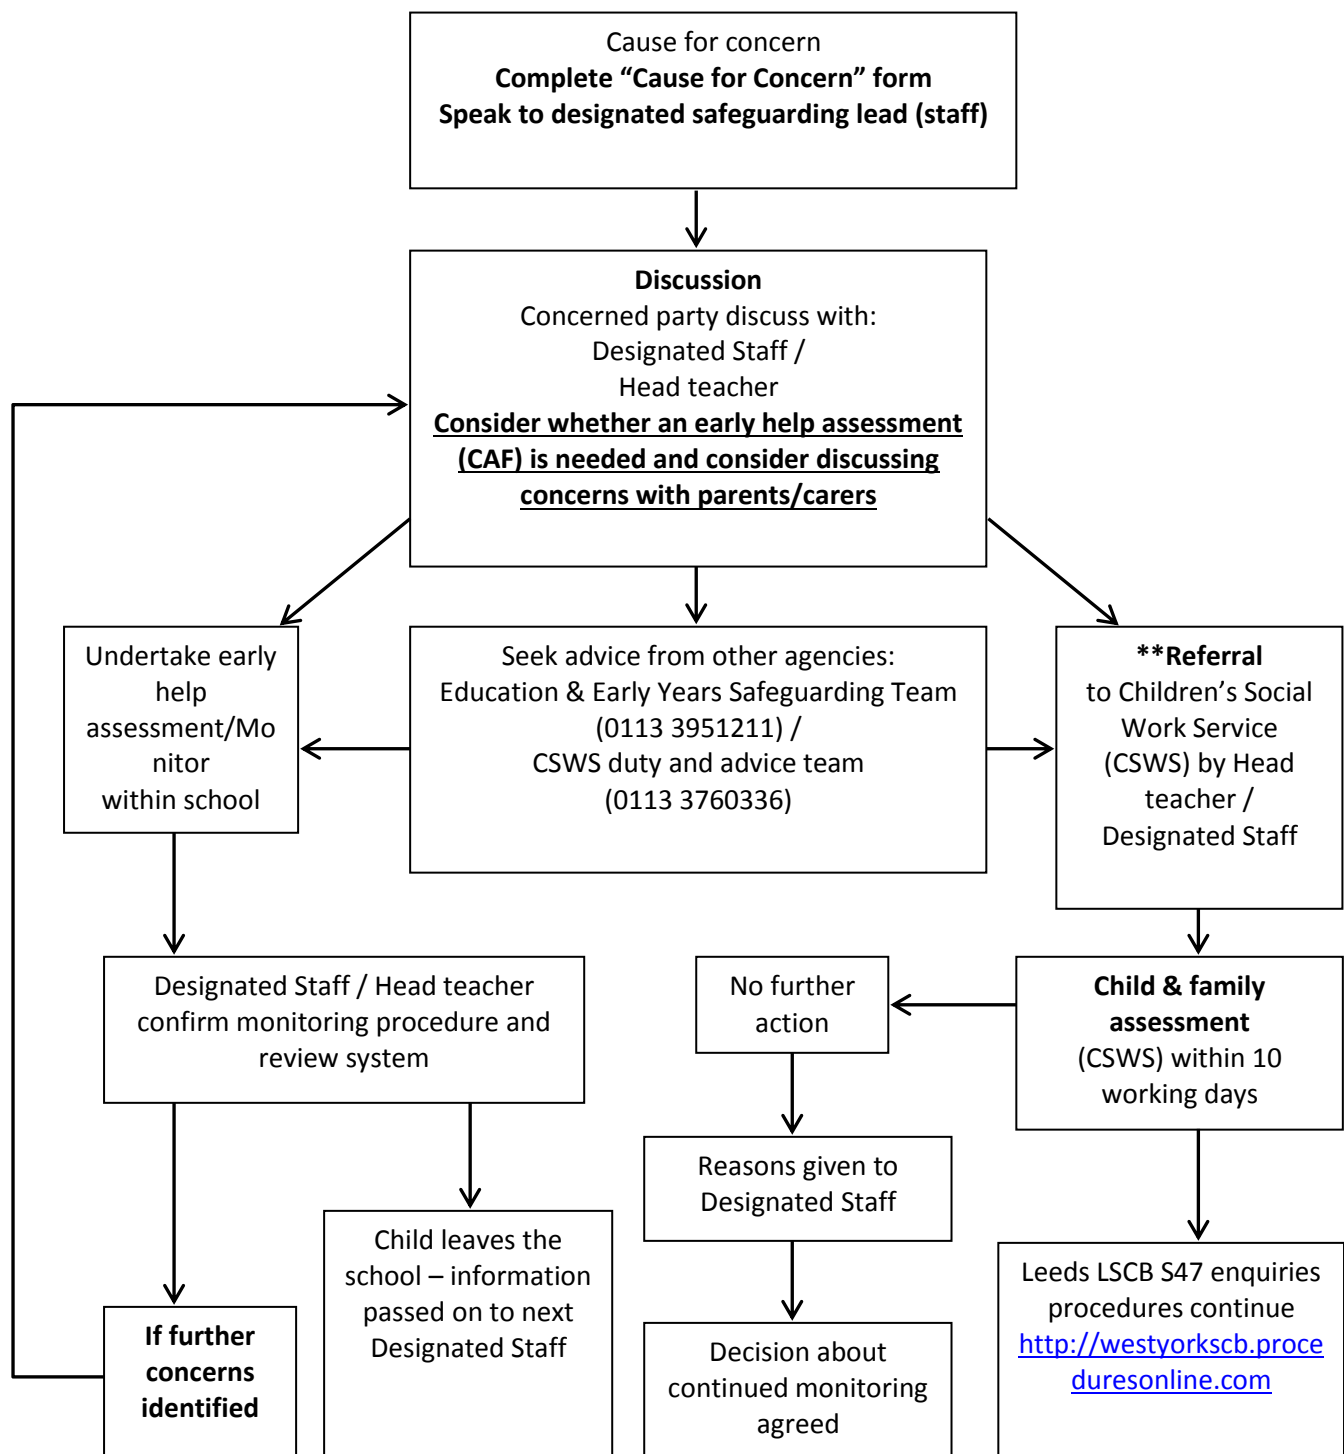 Cause for concern
Complete “Cause for Concern” form
Speak to designated safeguarding lead (staff)
Discussion
Concerned party discuss with:
Designated Staff /
Head teacher
Consider whether an early help assessment
(CAF) is needed and consider discussing
concerns with parents/carers
Undertake early
help
assessment/Mo
nitor
within school
Seek advice from other agencies:
Education & Early Years Safeguarding Team
(0113 3951211) /
CSWS duty and advice team
(0113 3760336)
**Referral
to Children’s Social
Work Service
(CSWS) by Head
teacher /
Designated Staff
Designated Staff / Head teacher
confirm monitoring procedure and
review system
No further
action
Child & family
assessment
(CSWS) within 10
working days
Reasons given to
Designated Staff
If further
concerns
identified
Child leaves the
school – information
passed on to next
Designated Staff
Decision about
continued monitoring
agreed
Leeds LSCB S47 enquiries
procedures continue
http://westyorkscb.proce
duresonline.com